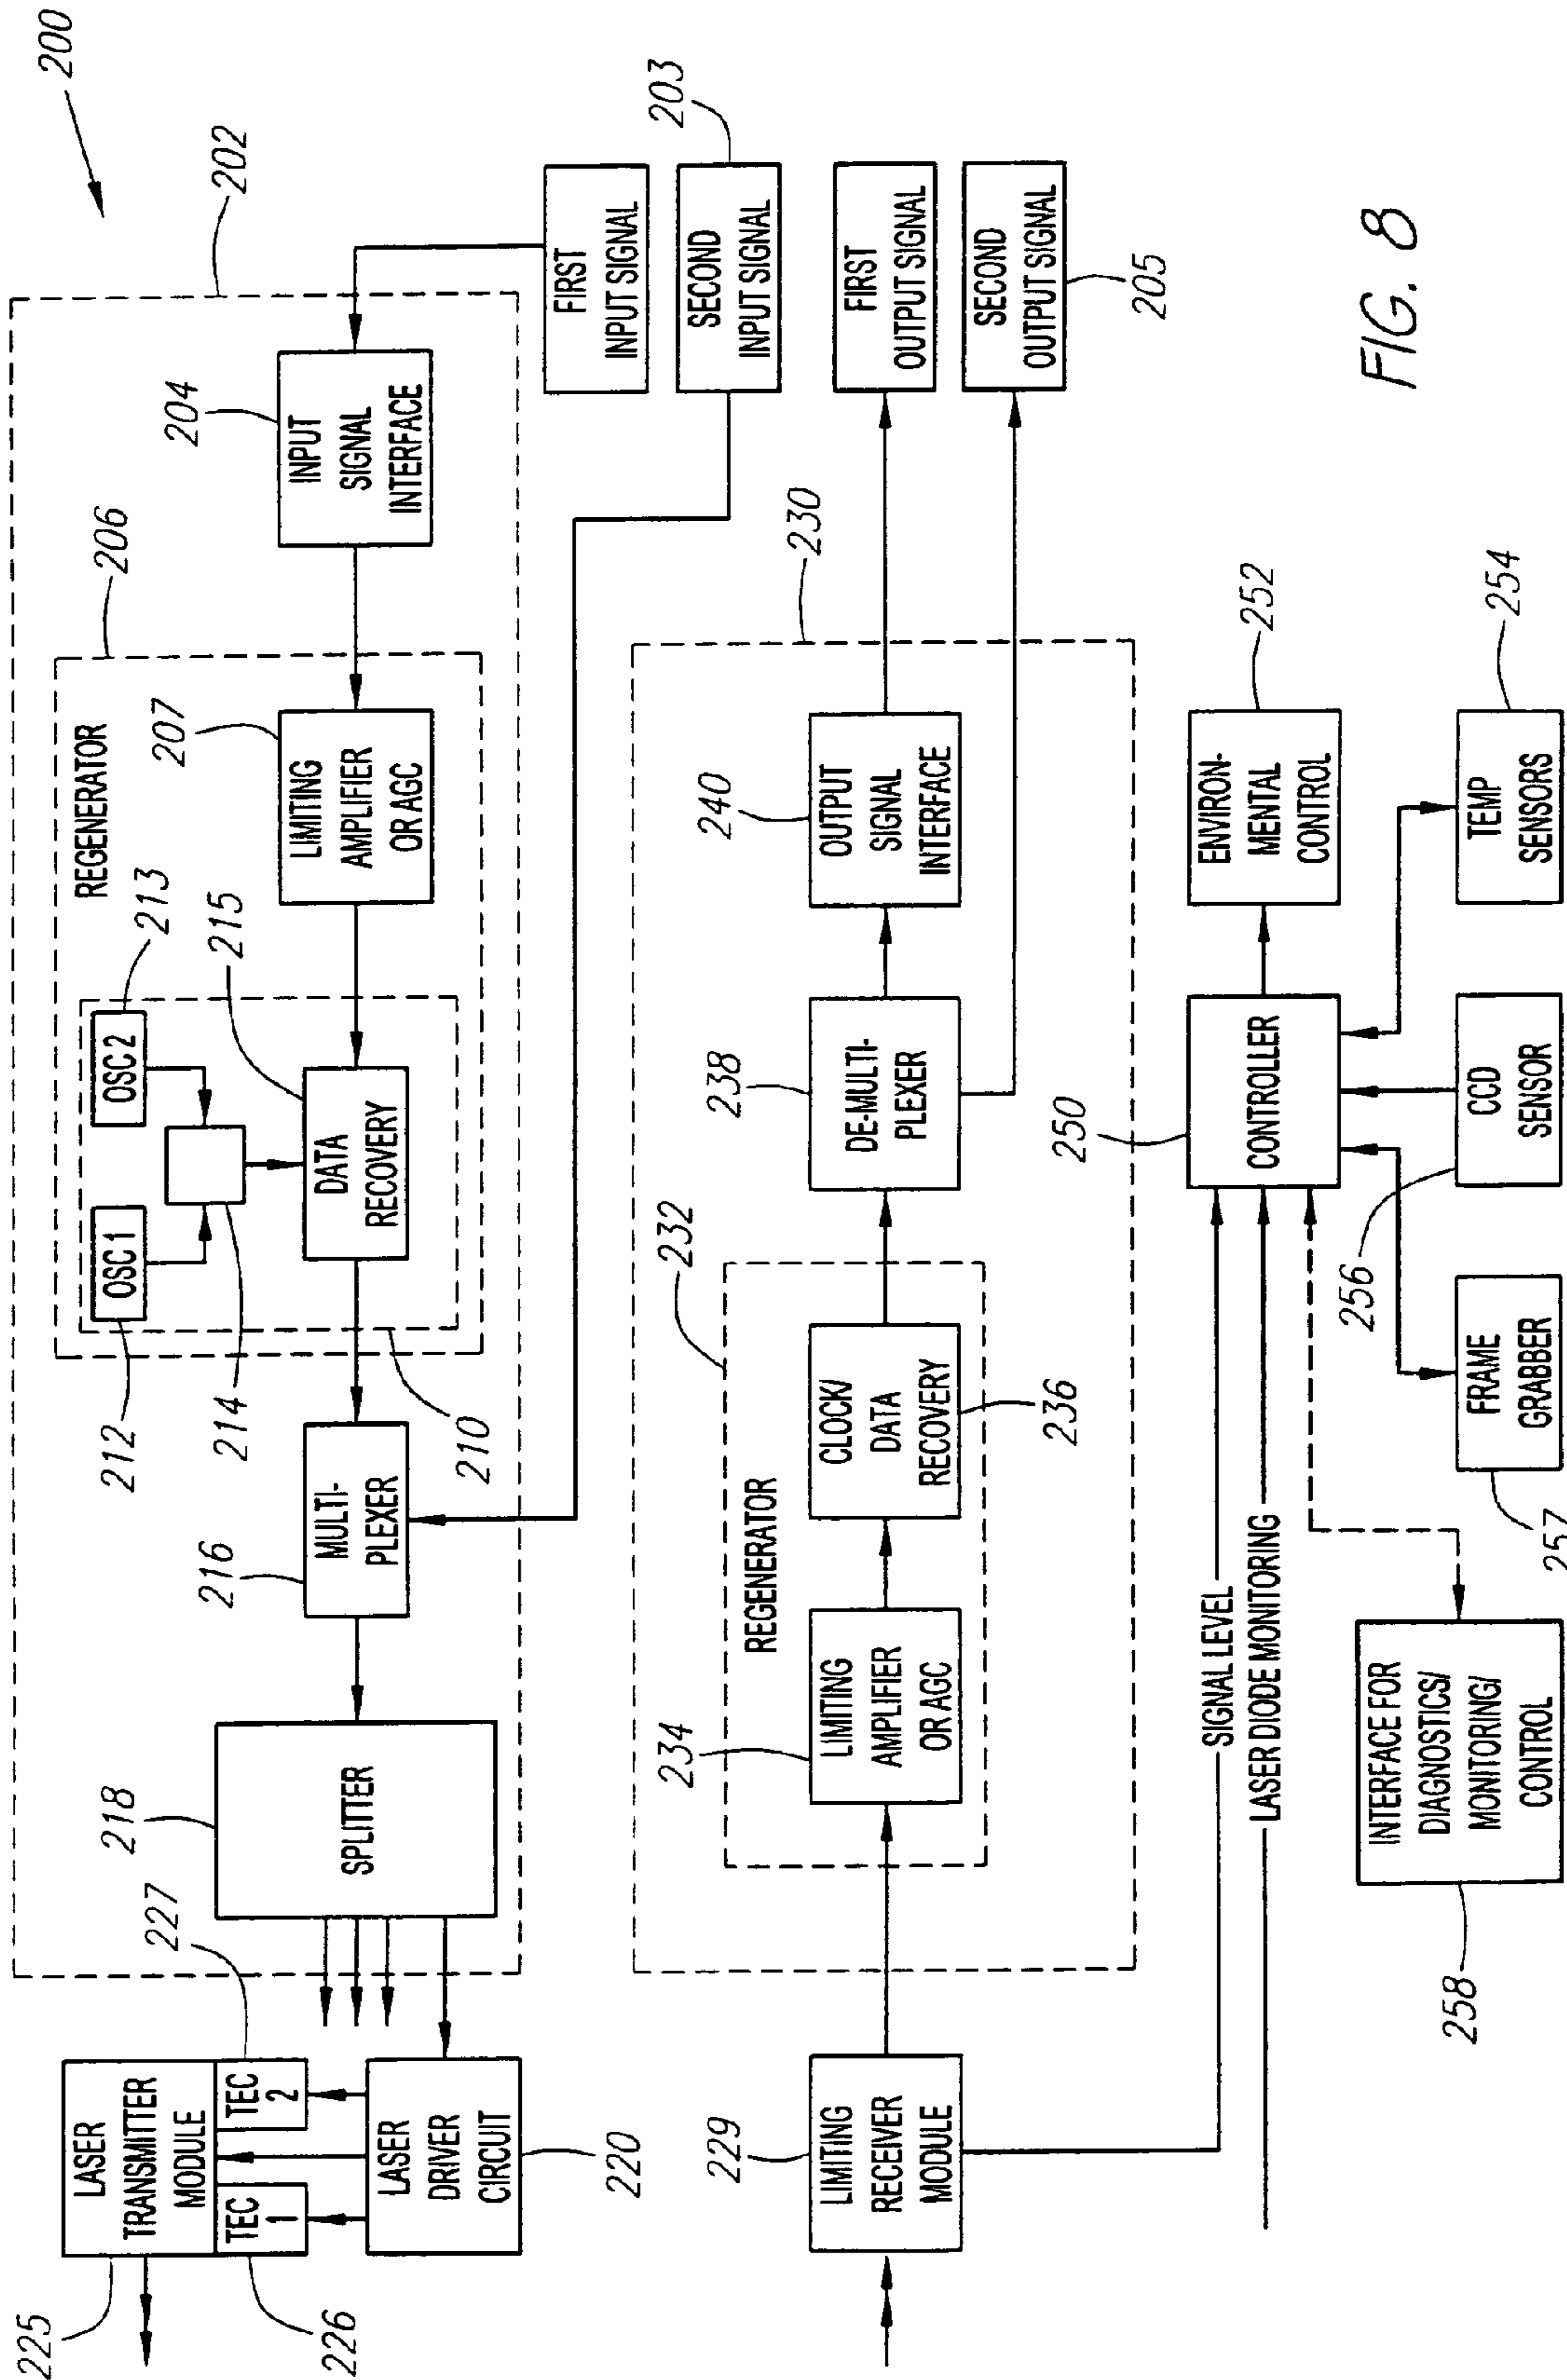 200
202
206
REGENERATOR
204
INPUT
SIGNAL
INTERFACE
207
LIMITING
AMPLIFIER
OR AGC
213
OSC2
215
DATA
RECOVERY
OSC1
212
214
210
216
MULTI-
PLEXER
218
SPLITTER
227
LASER
TRANSMITTER
MODULE
TEC
2
TEC
1
225
226
LASER
DRIVER
CIRCUIT
220
FIRST
INPUT SIGNAL
SECOND
INPUT SIGNAL
203
FIRST
OUTPUT SIGNAL
SECOND
OUTPUT SIGNAL
205
230
240
OUTPUT
SIGNAL
INTERFACE
238
DE-MULTI-
PLEXER
232
REGENERATOR
CLOCK/
DATA
RECOVERY
236
234
LIMITING
AMPLIFIER
OR AGC
229
LIMITING
RECEIVER
MODULE
SIGNAL LEVEL
LASER DIODE MONITORING
250
CONTROLLER
252
ENVIRON-
MENTAL
CONTROL
254
TEMP
SENSORS
256
CCD
SENSOR
FRAME
GRABBER
257
INTERFACE FOR
DIAGNOSTICS/
MONITORING/
CONTROL
258
FIG. 8